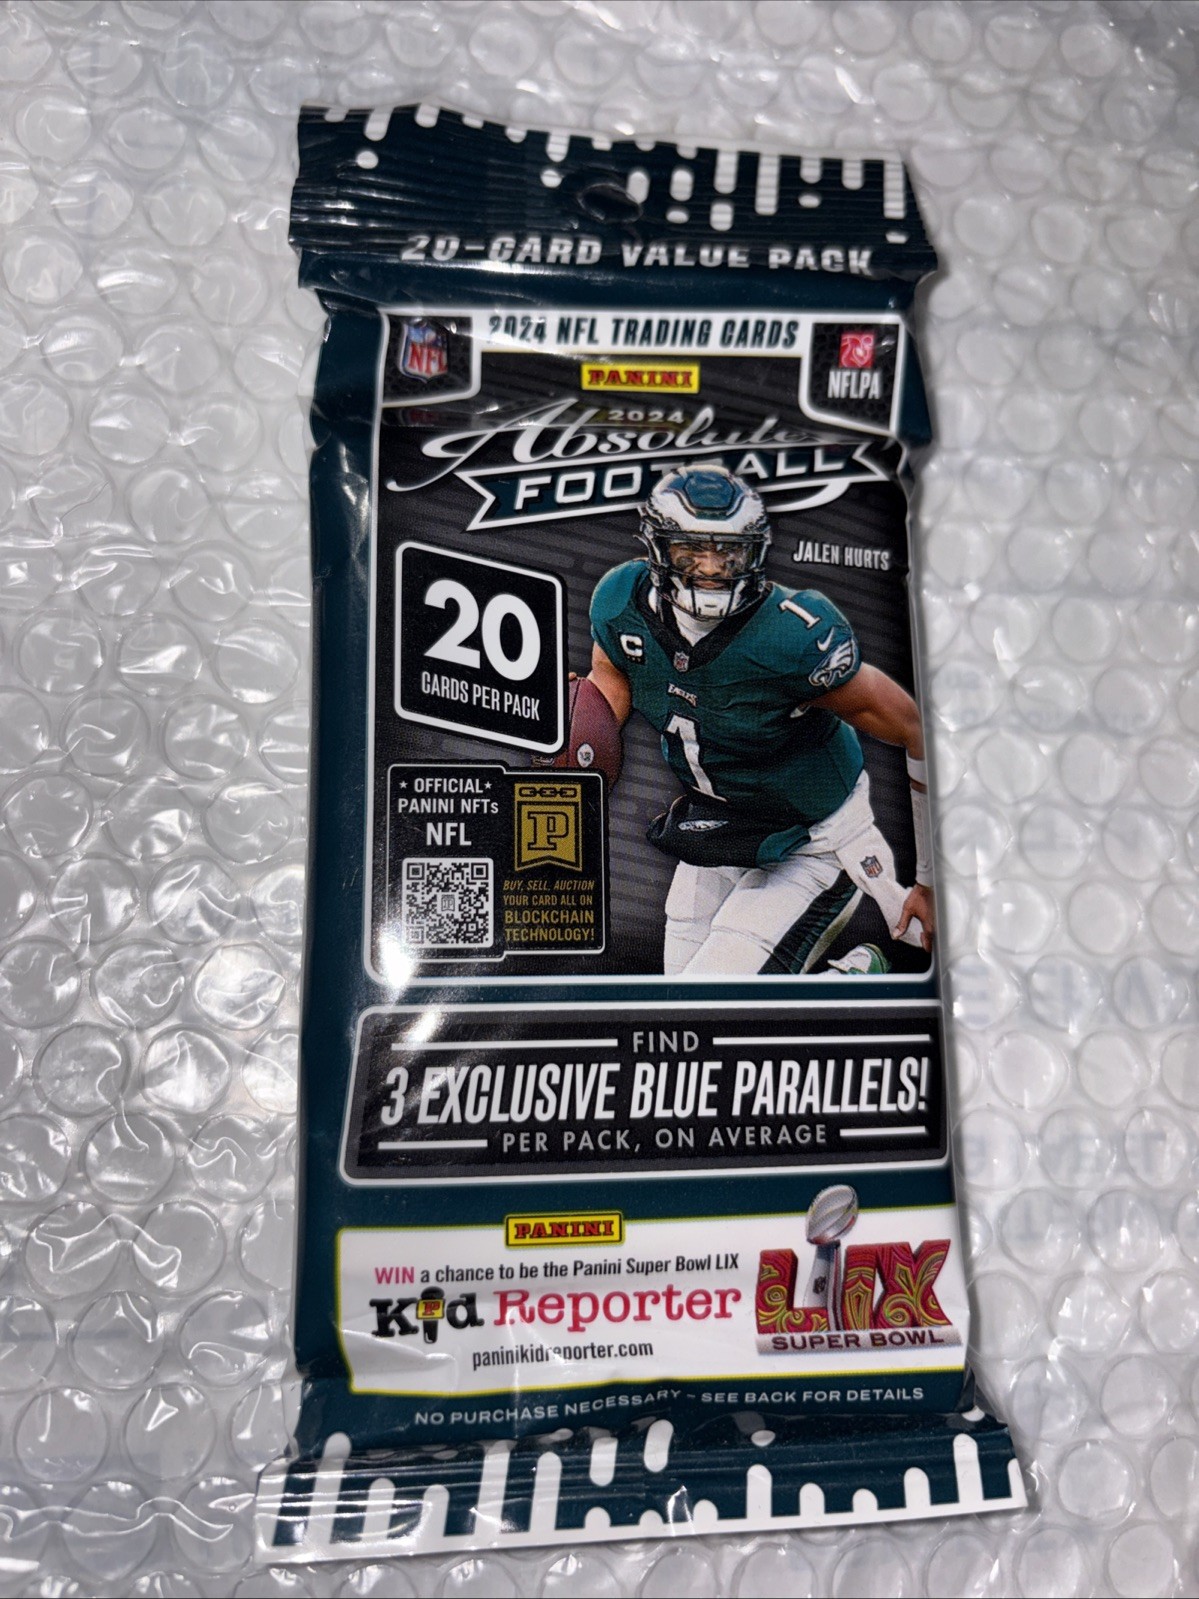 20-CARD VALUE PACK
2024 NFL TRADING CARDS
NFL
PANINI
NFLPA
2024
Absolute
FOOTBALL
JALEN HURTS
20
CARDS PER PACK
1
C
EAGLES
1
★ OFFICIAL ★
PANINI NFTs
NFL
P
BUY, SELL, AUCTION
YOUR CARD ALL ON
BLOCKCHAIN
TECHNOLOGY!
FIND
3 EXCLUSIVE BLUE PARALLELS!
PER PACK, ON AVERAGE
PANINI
WIN a chance to be the Panini Super Bowl LIX
Kid Reporter
paninikidreporter.com
LIX
SUPER BOWL
NO PURCHASE NECESSARY - SEE BACK FOR DETAILS